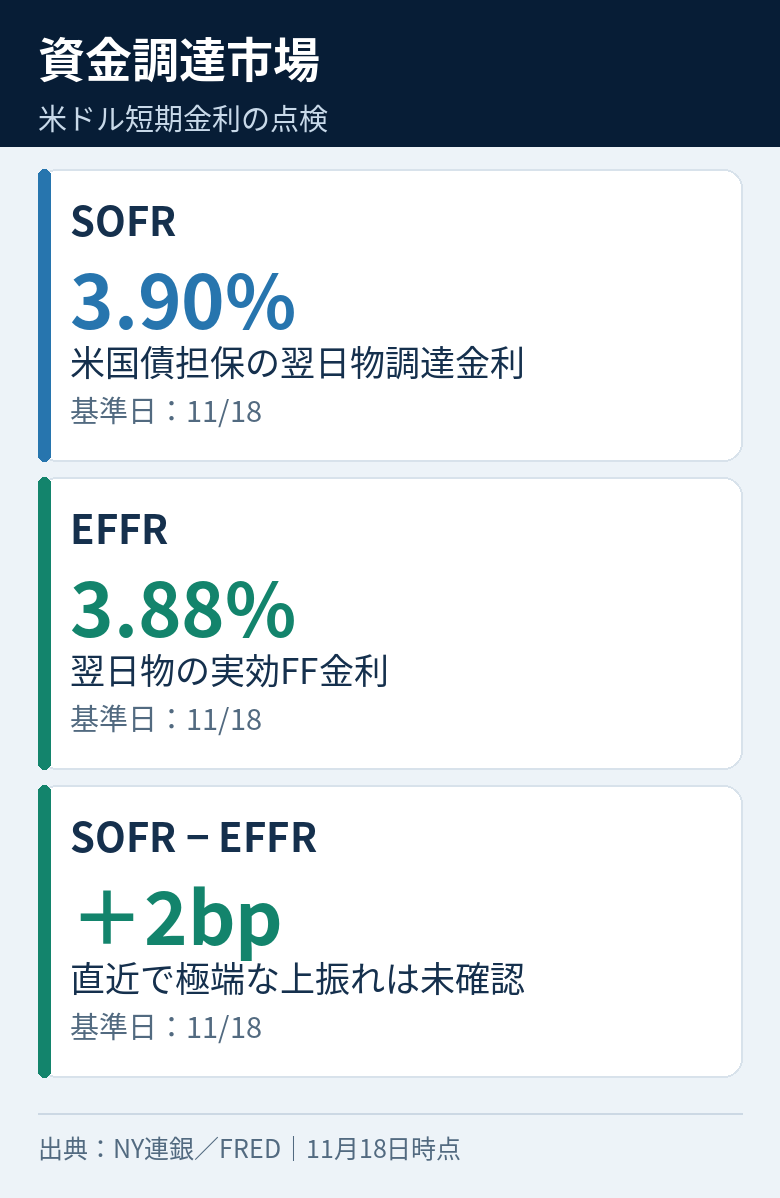 資金調達市場
米ドル短期金利の点検
SOFR
3.90%
米国債担保の翌日物調達金利
基準日：11/18
EFFR
3.88%
翌日物の実効FF金利
基準日：11/18
SOFR − EFFR
＋2bp
直近で極端な上振れは未確認
基準日：11/18
出典：NY連銀／FRED｜11月18日時点